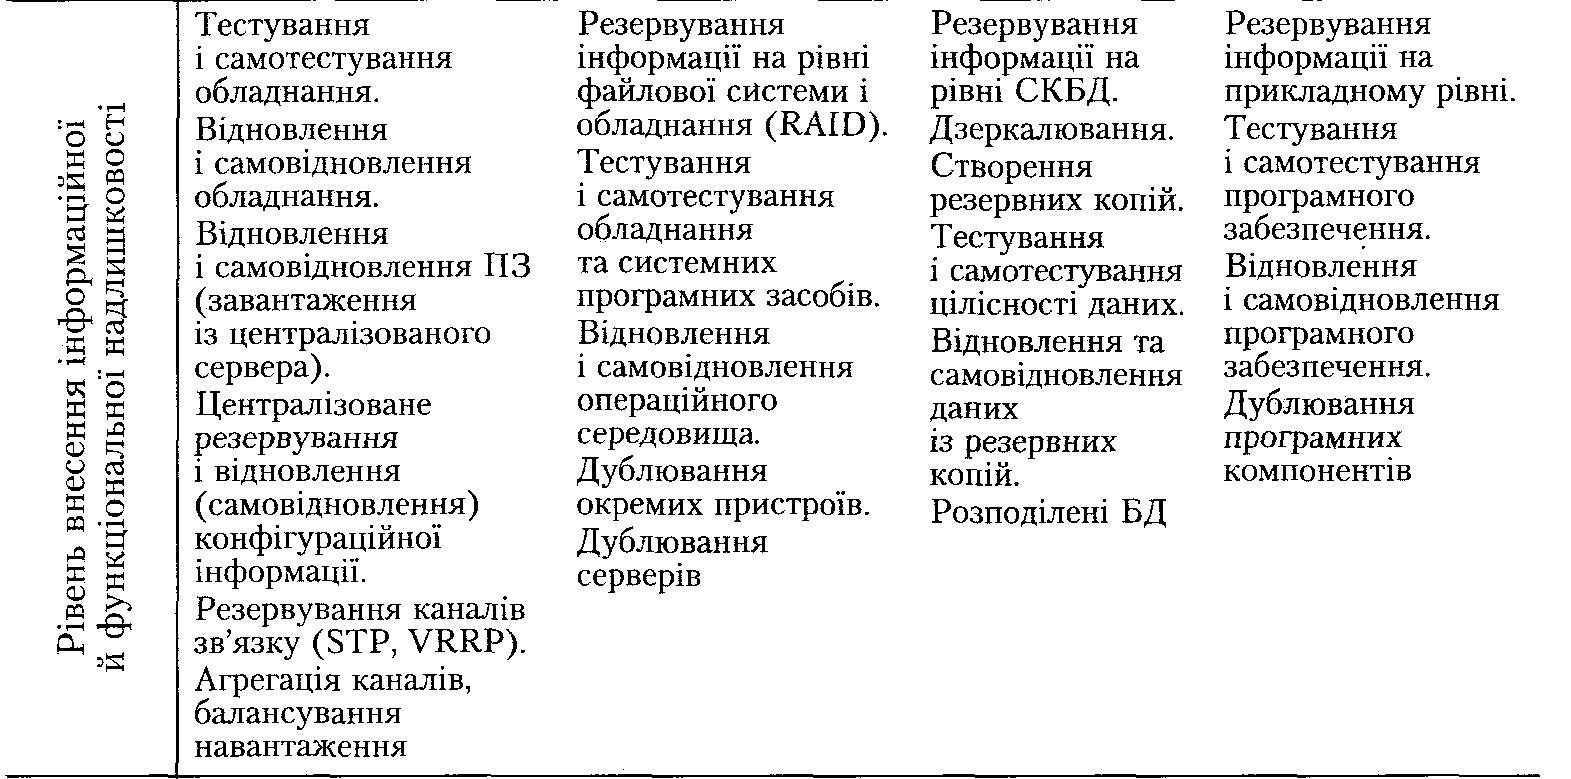 Рівень внесення інформаційної
й функціональної надлишковості
Тестування
і самотестування
обладнання.
Відновлення
і самовідновлення
обладнання.
Відновлення
і самовідновлення ПЗ
(завантаження
із централізованого
сервера).
Централізоване
резервування
і відновлення
(самовідновлення)
конфігураційної
інформації.
Резервування каналів
зв’язку (STP, VRRP).
Агрегація каналів,
балансування
навантаження
Резервування
інформації на рівні
файлової системи і
обладнання (RAID).
Тестування
і самотестування
обладнання
та системних
програмних засобів.
Відновлення
і самовідновлення
операційного
середовища.
Дублювання
окремих пристроїв.
Дублювання
серверів
Резервування
інформації на
рівні СКБД.
Дзеркалювання.
Створення
резервних копій.
Тестування
і самотестування
цілісності даних.
Відновлення та
самовідновлення
даних
із резервних
копій.
Розподілені БД
Резервування
інформації на
прикладному рівні.
Тестування
і самотестування
програмного
забезпечення.
Відновлення
і самовідновлення
програмного
забезпечення.
Дублювання
програмних
компонентів